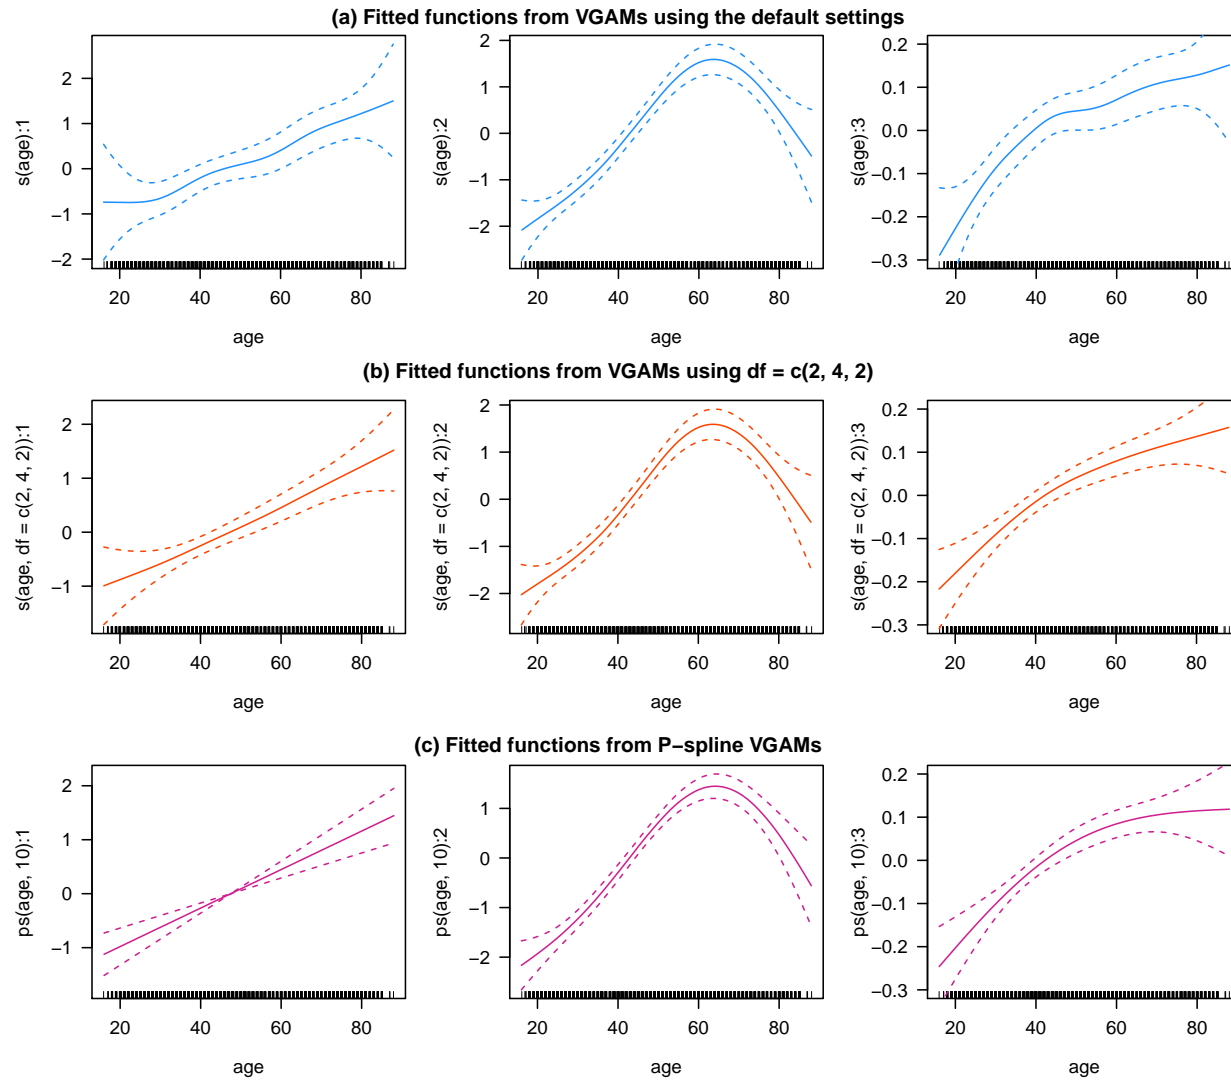 (a) Fitted functions from VGAMs using the default settings
s(age):1
2
1
0
−1
−2
20 40 60 80
age
s(age):2
2
1
0
−1
−2
20 40 60 80
age
s(age):3
0.2
0.1
0.0
−0.1
−0.2
−0.3
20 40 60 80
age
(b) Fitted functions from VGAMs using df = c(2, 4, 2)
s(age, df = c(2, 4, 2)):1
2
1
0
−1
20 40 60 80
age
s(age, df = c(2, 4, 2)):2
2
1
0
−1
−2
20 40 60 80
age
s(age, df = c(2, 4, 2)):3
0.2
0.1
0.0
−0.1
−0.2
−0.3
20 40 60 80
age
(c) Fitted functions from P−spline VGAMs
ps(age, 10):1
2
1
0
−1
20 40 60 80
age
ps(age, 10):2
1
0
−1
−2
20 40 60 80
age
ps(age, 10):3
0.2
0.1
0.0
−0.1
−0.2
−0.3
20 40 60 80
age